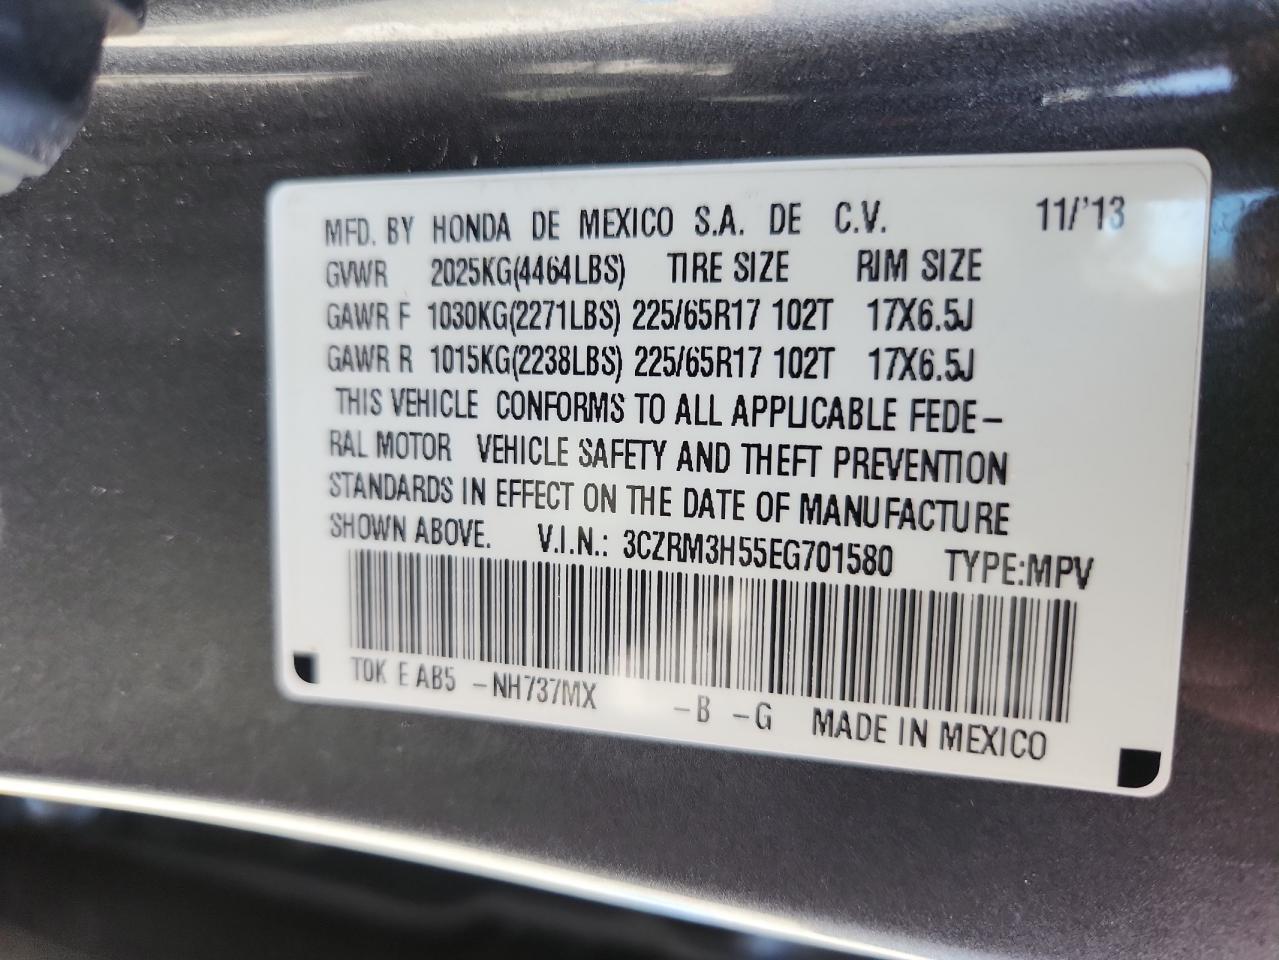 MFD. BY HONDA DE MEXICO S.A. DE C.V. 11/'13
GVWR 2025KG(4464LBS) TIRE SIZE RIM SIZE
GAWR F 1030KG(2271LBS) 225/65R17 102T 17X6.5J
GAWR R 1015KG(2238LBS) 225/65R17 102T 17X6.5J
THIS VEHICLE CONFORMS TO ALL APPLICABLE FEDE-
RAL MOTOR VEHICLE SAFETY AND THEFT PREVENTION
STANDARDS IN EFFECT ON THE DATE OF MANUFACTURE
SHOWN ABOVE. V.I.N.: 3CZRM3H55EG701580 TYPE:MPV
T0K E AB5 -NH737MX -B -G MADE IN MEXICO